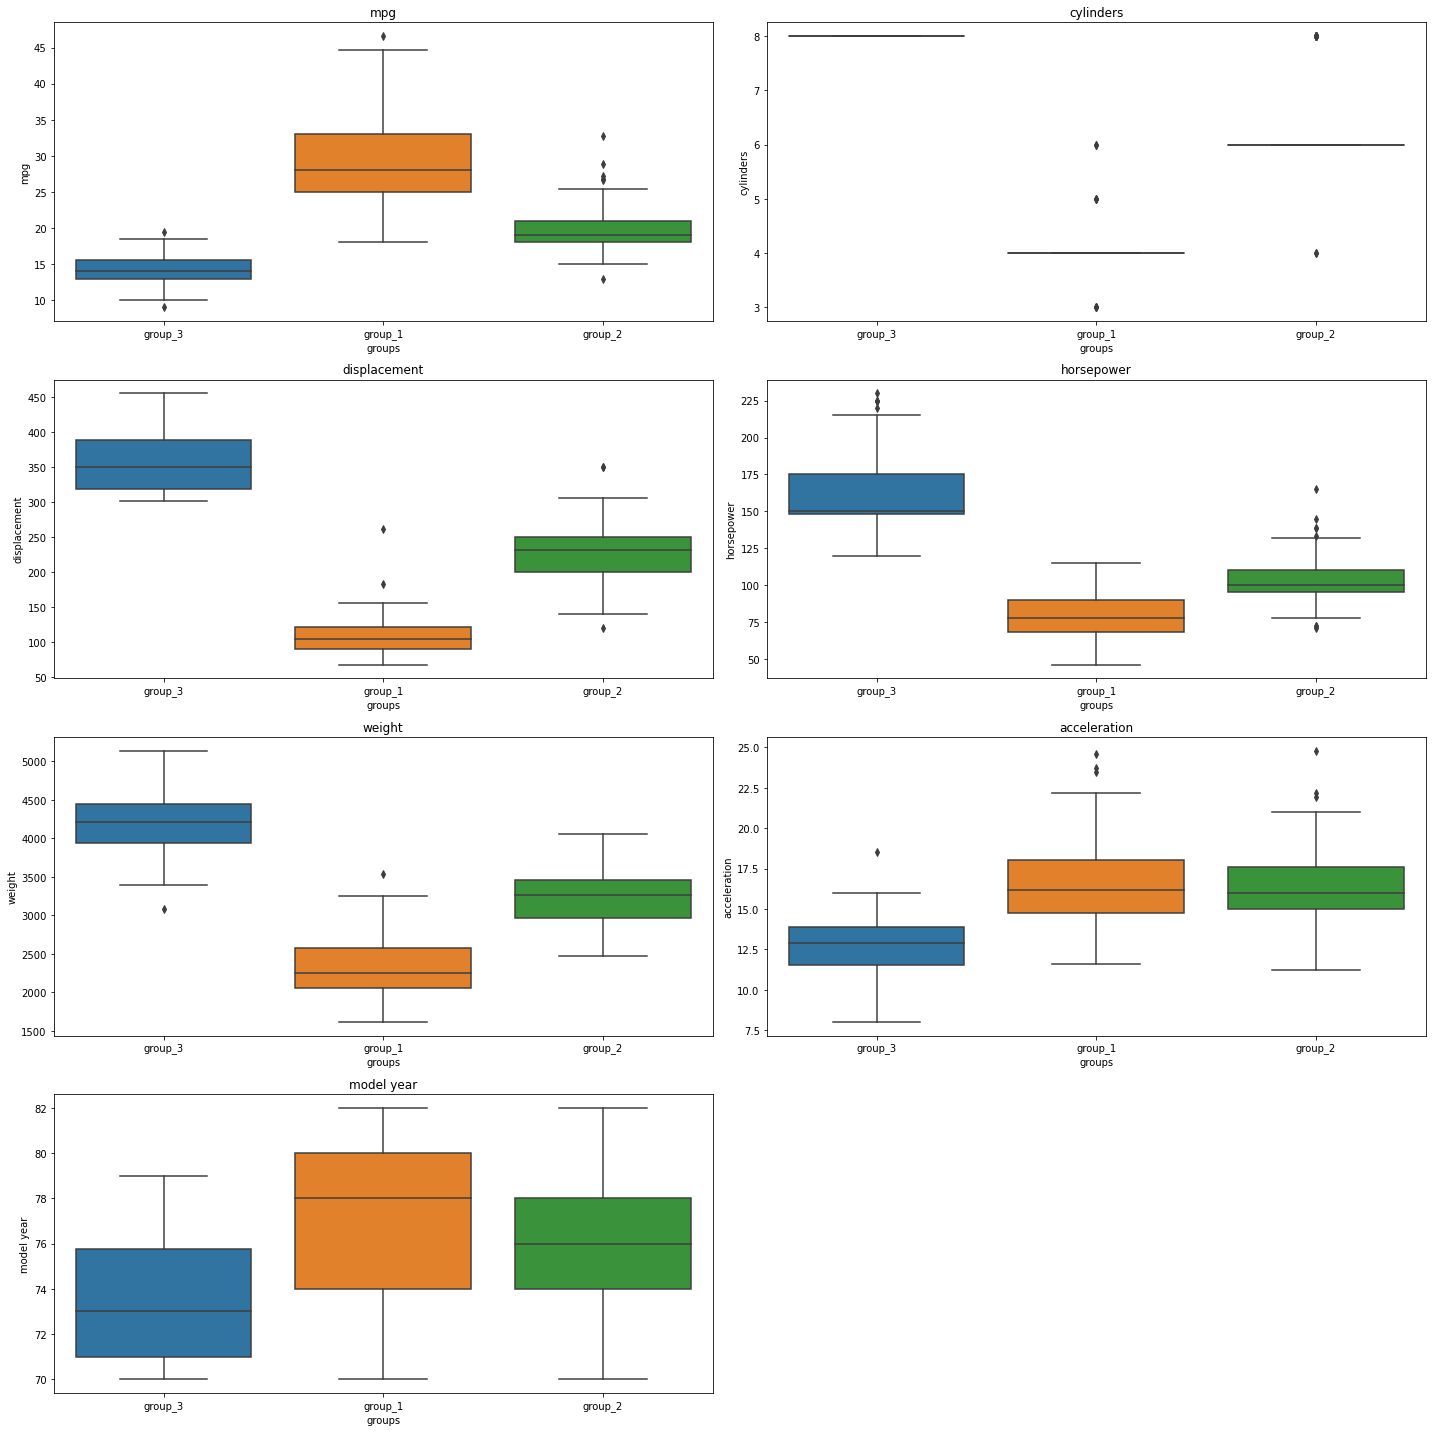 mpg
45
40
35
30
25
20
15
10
mpg
group_3 group_1 group_2
groups
cylinders
8
7
6
5
4
3
cylinders
group_3 group_1 group_2
groups
displacement
450
400
350
300
250
200
150
100
50
displacement
group_3 group_1 group_2
groups
horsepower
225
200
175
150
125
100
75
50
horsepower
group_3 group_1 group_2
groups
weight
5000
4500
4000
3500
3000
2500
2000
1500
weight
group_3 group_1 group_2
groups
acceleration
25.0
22.5
20.0
17.5
15.0
12.5
10.0
7.5
acceleration
group_3 group_1 group_2
groups
model year
82
80
78
76
74
72
70
model year
group_3 group_1 group_2
groups